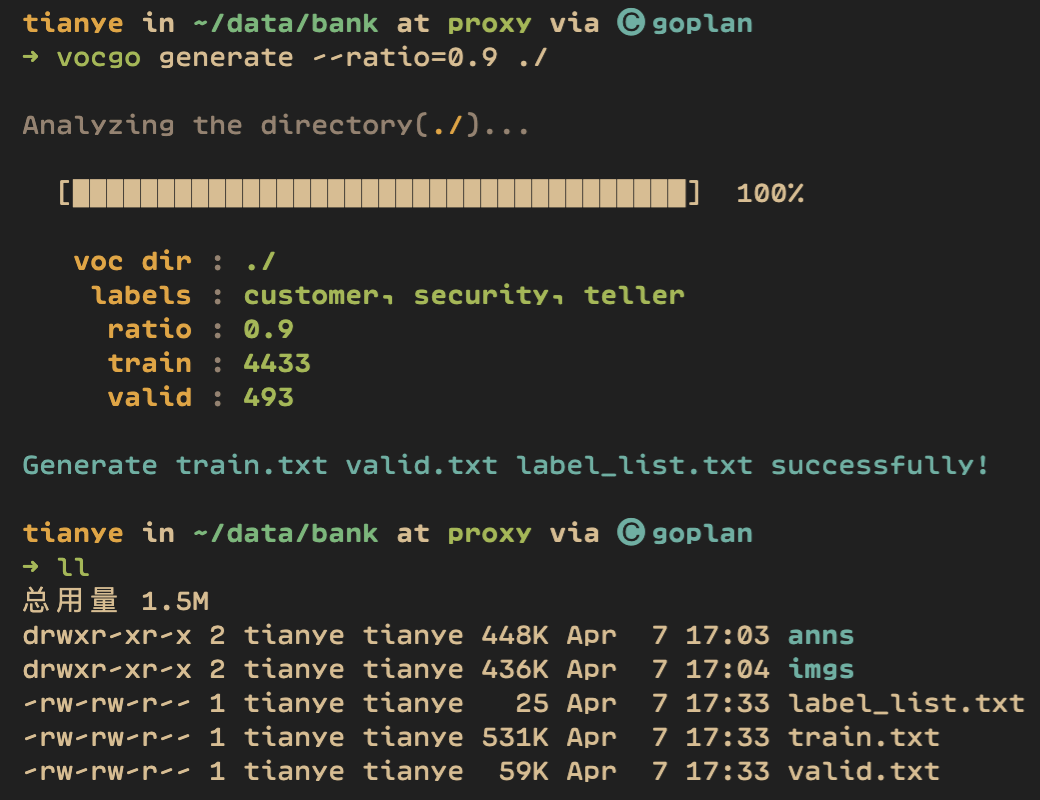 tianye in ~/data/bank at proxy via Ⓒ goplan
➜ vocgo generate --ratio=0.9 ./
Analyzing the directory(./)...
[████████████████████████████████████] 100%
voc dir : ./
labels : customer, security, teller
ratio : 0.9
train : 4433
valid : 493
Generate train.txt valid.txt label_list.txt successfully!
tianye in ~/data/bank at proxy via Ⓒ goplan
➜ ll
总用量 1.5M
drwxr-xr-x 2 tianye tianye 448K Apr  7 17:03 anns
drwxr-xr-x 2 tianye tianye 436K Apr  7 17:04 imgs
-rw-rw-r-- 1 tianye tianye   25 Apr  7 17:33 label_list.txt
-rw-rw-r-- 1 tianye tianye 531K Apr  7 17:33 train.txt
-rw-rw-r-- 1 tianye tianye  59K Apr  7 17:33 valid.txt